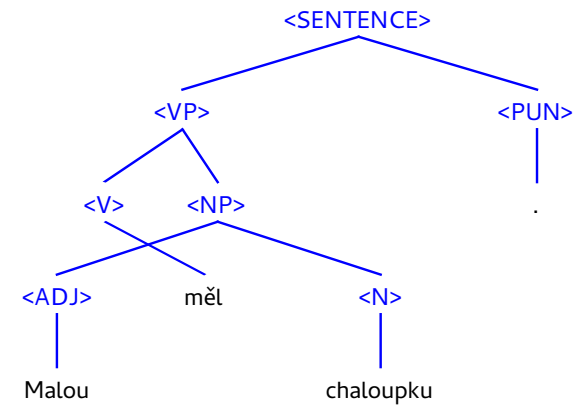 <SENTENCE>
<VP> <PUN>
<V> <NP> .
<ADJ> měl <N>
Malou chaloupku